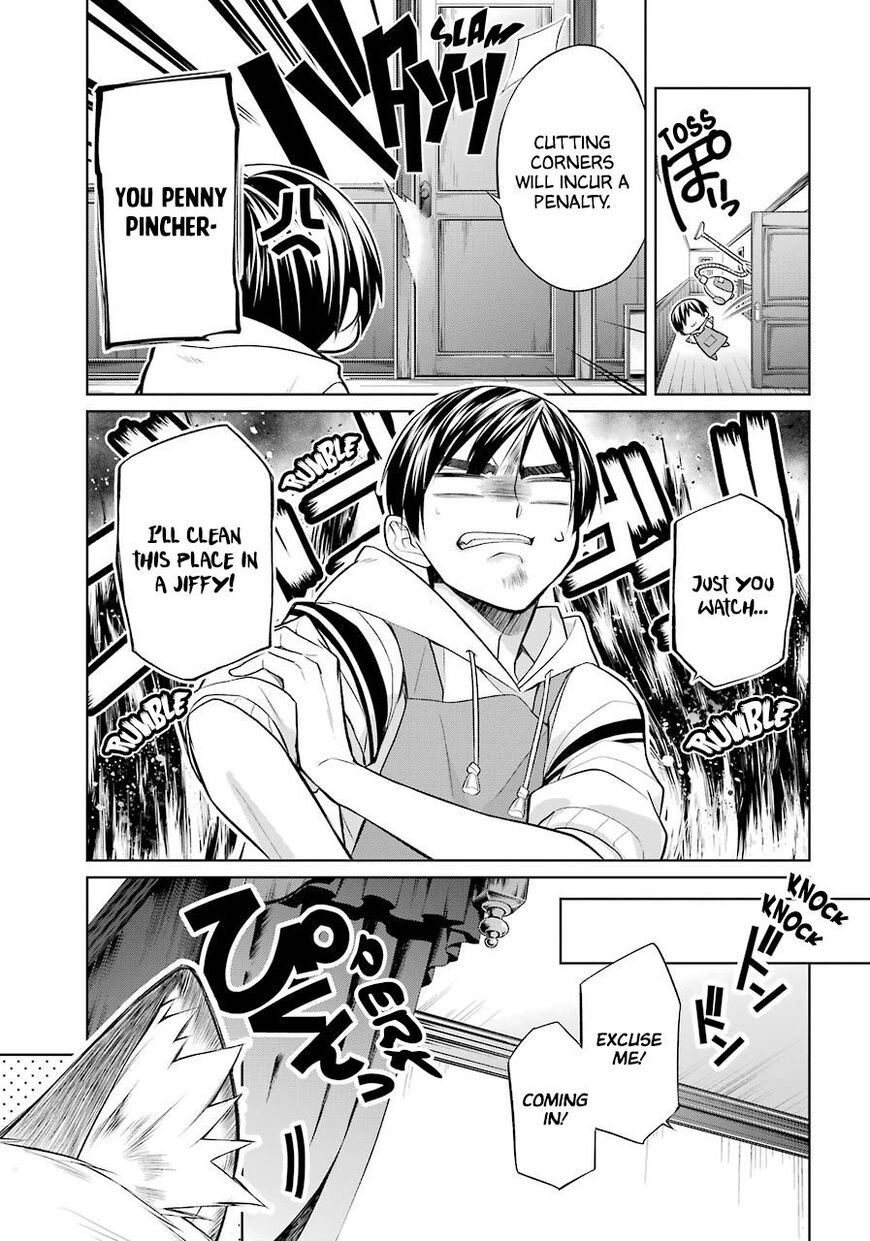 TOSS
ぽいっ
CUTTING
CORNERS
WILL INCUR A
PENALTY.
SLAM
バタンッ
YOU PENNY
PINCHER-
JUST YOU
WATCH...
RUMBLE
RUMBLE
I'LL CLEAN
THIS PLACE IN
A JIFFY!
RUMBLE
KNOCK
KNOCK
ドンドン
EXCUSE
ME!
COMING
IN!
PERK
ぴくんっ